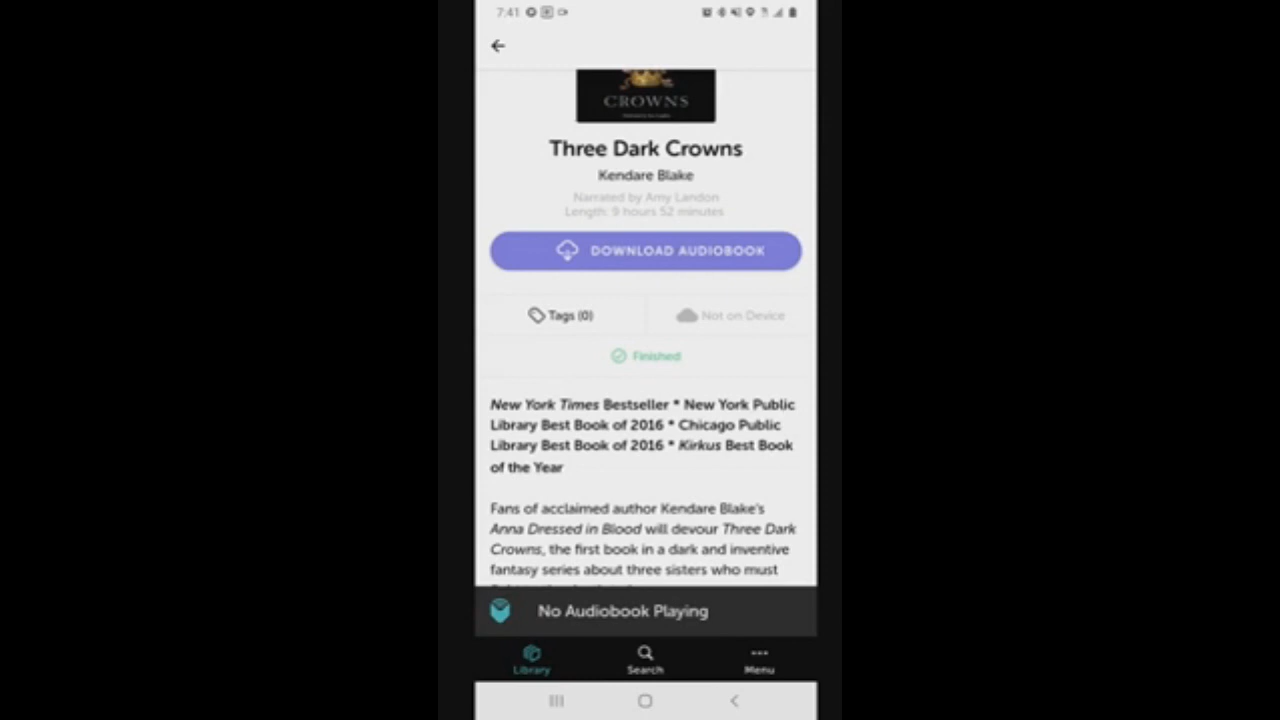 7:41
CROWNS
Three Dark Crowns
Kendare Blake
Narrated by Amy Landon
Length: 9 hours 52 minutes
DOWNLOAD AUDIOBOOK
Tags (0)
Not on Device
Finished
New York Times Bestseller * New York Public
Library Best Book of 2016 * Chicago Public
Library Best Book of 2016 * Kirkus Best Book
of the Year
Fans of acclaimed author Kendare Blake's
Anna Dressed in Blood will devour Three Dark
Crowns, the first book in a dark and inventive
fantasy series about three sisters who must
No Audiobook Playing
Library
Search
Menu